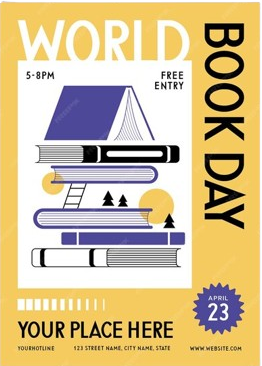 WORLD
BOOK DAY
5-8PM
FREE
ENTRY
APRIL
23
YOUR PLACE HERE
YOURHOTLINE
123 STREET NAME, CITY NAME, STATE
WWW.WEBSITE.COM